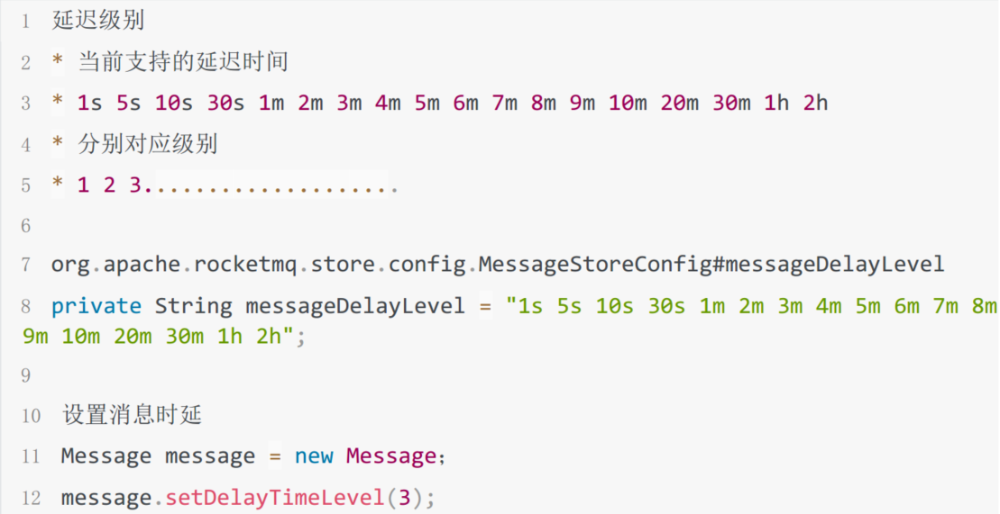 1 延迟级别
2 * 当前支持的延迟时间
3 * 1s 5s 10s 30s 1m 2m 3m 4m 5m 6m 7m 8m 9m 10m 20m 30m 1h 2h
4 * 分别对应级别
5 * 1 2 3....................
6
7 org.apache.rocketmq.store.config.MessageStoreConfig#messageDelayLevel
8 private String messageDelayLevel = "1s 5s 10s 30s 1m 2m 3m 4m 5m 6m 7m 8m
9m 10m 20m 30m 1h 2h";
9
10 设置消息时延
11 Message message = new Message；
12 message.setDelayTimeLevel(3);